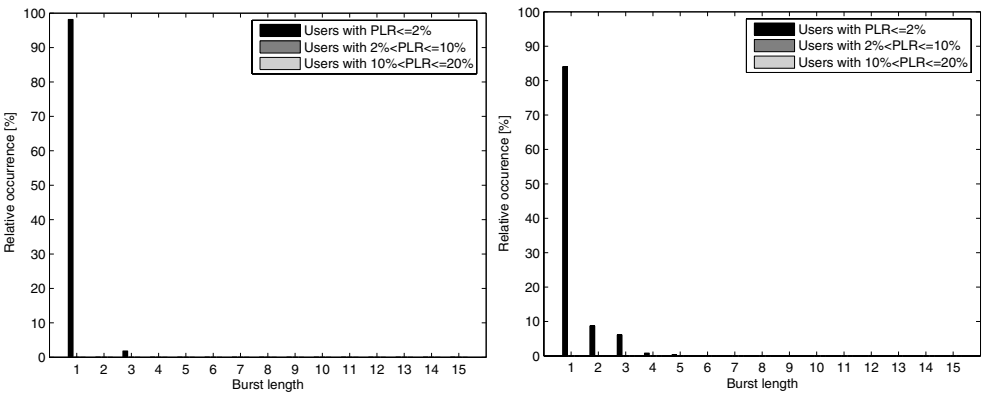 Users with PLR<=2%
Users with 2%<PLR<=10%
Users with 10%<PLR<=20%
Relative occurrence [%]
100
90
80
70
60
50
40
30
20
10
0
1 2 3 4 5 6 7 8 9 10 11 12 13 14 15
Burst length
Users with PLR<=2%
Users with 2%<PLR<=10%
Users with 10%<PLR<=20%
Relative occurence [%]
100
90
80
70
60
50
40
30
20
10
0
1 2 3 4 5 6 7 8 9 10 11 12 13 14 15
Burst length